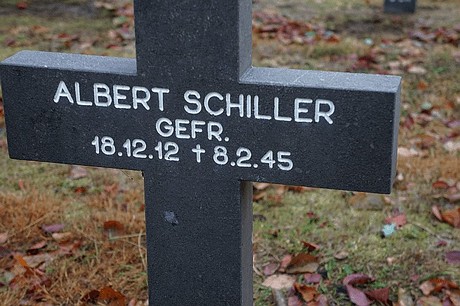 ALBERT SCHILLER
GEFR.
18.12.12 ✝ 8.2.45